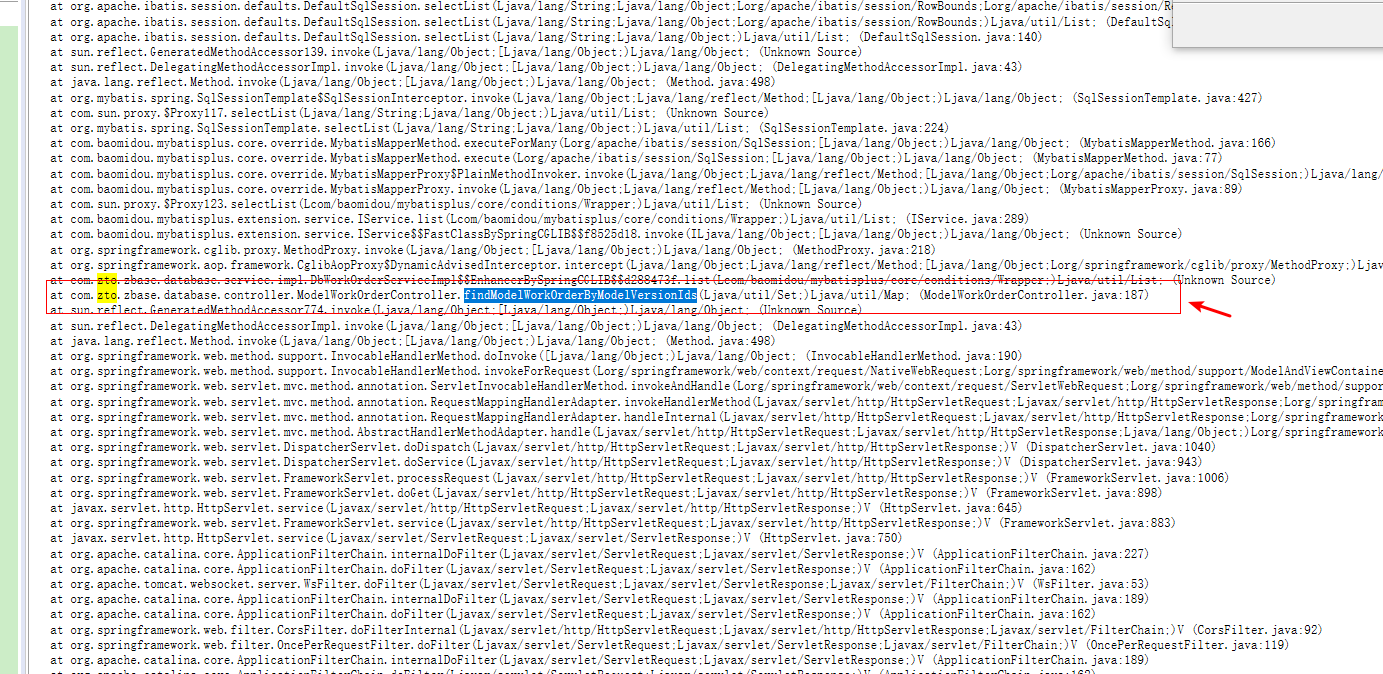 at org.apache.ibatis.session.defaults.DefaultSqlSession.selectList(Ljava/lang/String;Ljava/lang/Object;Lorg/apache/ibatis/session/RowBounds;Lorg/apache/ibatis/session/R
at org.apache.ibatis.session.defaults.DefaultSqlSession.selectList(Ljava/lang/String;Ljava/lang/Object;Lorg/apache/ibatis/session/RowBounds;)Ljava/util/List; (DefaultSq
at org.apache.ibatis.session.defaults.DefaultSqlSession.selectList(Ljava/lang/String;Ljava/lang/Object;)Ljava/util/List; (DefaultSqlSession.java:140)
at sun.reflect.GeneratedMethodAccessor139.invoke(Ljava/lang/Object;[Ljava/lang/Object;)Ljava/lang/Object; (Unknown Source)
at sun.reflect.DelegatingMethodAccessorImpl.invoke(Ljava/lang/Object;[Ljava/lang/Object;)Ljava/lang/Object; (DelegatingMethodAccessorImpl.java:43)
at java.lang.reflect.Method.invoke(Ljava/lang/Object;[Ljava/lang/Object;)Ljava/lang/Object; (Method.java:498)
at org.mybatis.spring.SqlSessionTemplate$SqlSessionInterceptor.invoke(Ljava/lang/Object;Ljava/lang/reflect/Method;[Ljava/lang/Object;)Ljava/lang/Object; (SqlSessionTemplate.java:427)
at com.sun.proxy.$Proxy117.selectList(Ljava/lang/String;Ljava/lang/Object;)Ljava/util/List; (Unknown Source)
at org.mybatis.spring.SqlSessionTemplate.selectList(Ljava/lang/String;Ljava/lang/Object;)Ljava/util/List; (SqlSessionTemplate.java:224)
at com.baomidou.mybatisplus.core.override.MybatisMapperMethod.executeForMany(Lorg/apache/ibatis/session/SqlSession;[Ljava/lang/Object;)Ljava/lang/Object; (MybatisMapperMethod.java:166)
at com.baomidou.mybatisplus.core.override.MybatisMapperMethod.execute(Lorg/apache/ibatis/session/SqlSession;[Ljava/lang/Object;)Ljava/lang/Object; (MybatisMapperMethod.java:77)
at com.baomidou.mybatisplus.core.override.MybatisMapperProxy$PlainMethodInvoker.invoke(Ljava/lang/Object;Ljava/lang/reflect/Method;[Ljava/lang/Object;Lorg/apache/ibatis/session/SqlSession;)Ljava/lang/
at com.baomidou.mybatisplus.core.override.MybatisMapperProxy.invoke(Ljava/lang/Object;Ljava/lang/reflect/Method;[Ljava/lang/Object;)Ljava/lang/Object; (MybatisMapperProxy.java:89)
at com.sun.proxy.$Proxy123.selectList(Lcom/baomidou/mybatisplus/core/conditions/Wrapper;)Ljava/util/List; (Unknown Source)
at com.baomidou.mybatisplus.extension.service.IService.list(Lcom/baomidou/mybatisplus/core/conditions/Wrapper;)Ljava/util/List; (IService.java:289)
at com.baomidou.mybatisplus.extension.service.IService$$FastClassBySpringCGLIB$$f8525d18.invoke(ILjava/lang/Object;[Ljava/lang/Object;)Ljava/lang/Object; (Unknown Source)
at org.springframework.cglib.proxy.MethodProxy.invoke(Ljava/lang/Object;[Ljava/lang/Object;)Ljava/lang/Object; (MethodProxy.java:218)
at org.springframework.aop.framework.CglibAopProxy$DynamicAdvisedInterceptor.intercept(Ljava/lang/Object;Ljava/lang/reflect/Method;[Ljava/lang/Object;Lorg/springframework/cglib/proxy/MethodProxy;)Ljav
at com.zto.zbase.database.service.impl.DbWorkOrderServiceImpl$$EnhancerBySpringCGLIB$$d288473f.list(Lcom/baomidou/mybatisplus/core/conditions/Wrapper;)Ljava/util/List; (Unknown Source)
at com.zto.zbase.database.controller.ModelWorkOrderController.findModelWorkOrderByModelVersionIds(Ljava/util/Set;)Ljava/util/Map; (ModelWorkOrderController.java:187)
at sun.reflect.GeneratedMethodAccessor774.invoke(Ljava/lang/Object;[Ljava/lang/Object;)Ljava/lang/Object; (Unknown Source)
at sun.reflect.DelegatingMethodAccessorImpl.invoke(Ljava/lang/Object;[Ljava/lang/Object;)Ljava/lang/Object; (DelegatingMethodAccessorImpl.java:43)
at java.lang.reflect.Method.invoke(Ljava/lang/Object;[Ljava/lang/Object;)Ljava/lang/Object; (Method.java:498)
at org.springframework.web.method.support.InvocableHandlerMethod.doInvoke([Ljava/lang/Object;)Ljava/lang/Object; (InvocableHandlerMethod.java:190)
at org.springframework.web.method.support.InvocableHandlerMethod.invokeForRequest(Lorg/springframework/web/context/request/NativeWebRequest;Lorg/springframework/web/method/support/ModelAndViewContaine
at org.springframework.web.servlet.mvc.method.annotation.ServletInvocableHandlerMethod.invokeAndHandle(Lorg/springframework/web/context/request/ServletWebRequest;Lorg/springframework/web/method/suppor
at org.springframework.web.servlet.mvc.method.annotation.RequestMappingHandlerAdapter.invokeHandlerMethod(Ljavax/servlet/http/HttpServletRequest;Ljavax/servlet/http/HttpServletResponse;Lorg/springfram
at org.springframework.web.servlet.mvc.method.annotation.RequestMappingHandlerAdapter.handleInternal(Ljavax/servlet/http/HttpServletRequest;Ljavax/servlet/http/HttpServletResponse;Lorg/springframework
at org.springframework.web.servlet.mvc.method.AbstractHandlerMethodAdapter.handle(Ljavax/servlet/http/HttpServletRequest;Ljavax/servlet/http/HttpServletResponse;Ljava/lang/Object;)Lorg/springframework
at org.springframework.web.servlet.DispatcherServlet.doDispatch(Ljavax/servlet/http/HttpServletRequest;Ljavax/servlet/http/HttpServletResponse;)V (DispatcherServlet.java:1040)
at org.springframework.web.servlet.DispatcherServlet.doService(Ljavax/servlet/http/HttpServletRequest;Ljavax/servlet/http/HttpServletResponse;)V (DispatcherServlet.java:943)
at org.springframework.web.servlet.FrameworkServlet.processRequest(Ljavax/servlet/http/HttpServletRequest;Ljavax/servlet/http/HttpServletResponse;)V (FrameworkServlet.java:1006)
at org.springframework.web.servlet.FrameworkServlet.doGet(Ljavax/servlet/http/HttpServletRequest;Ljavax/servlet/http/HttpServletResponse;)V (FrameworkServlet.java:898)
at javax.servlet.http.HttpServlet.service(Ljavax/servlet/http/HttpServletRequest;Ljavax/servlet/http/HttpServletResponse;)V (HttpServlet.java:645)
at org.springframework.web.servlet.FrameworkServlet.service(Ljavax/servlet/http/HttpServletRequest;Ljavax/servlet/http/HttpServletResponse;)V (FrameworkServlet.java:883)
at javax.servlet.http.HttpServlet.service(Ljavax/servlet/ServletRequest;Ljavax/servlet/ServletResponse;)V (HttpServlet.java:750)
at org.apache.catalina.core.ApplicationFilterChain.internalDoFilter(Ljavax/servlet/ServletRequest;Ljavax/servlet/ServletResponse;)V (ApplicationFilterChain.java:227)
at org.apache.catalina.core.ApplicationFilterChain.doFilter(Ljavax/servlet/ServletRequest;Ljavax/servlet/ServletResponse;)V (ApplicationFilterChain.java:162)
at org.apache.tomcat.websocket.server.WsFilter.doFilter(Ljavax/servlet/ServletRequest;Ljavax/servlet/ServletResponse;Ljavax/servlet/FilterChain;)V (WsFilter.java:53)
at org.apache.catalina.core.ApplicationFilterChain.internalDoFilter(Ljavax/servlet/ServletRequest;Ljavax/servlet/ServletResponse;)V (ApplicationFilterChain.java:189)
at org.apache.catalina.core.ApplicationFilterChain.doFilter(Ljavax/servlet/ServletRequest;Ljavax/servlet/ServletResponse;)V (ApplicationFilterChain.java:162)
at org.springframework.web.filter.CorsFilter.doFilterInternal(Ljavax/servlet/http/HttpServletRequest;Ljavax/servlet/http/HttpServletResponse;Ljavax/servlet/FilterChain;)V (CorsFilter.java:92)
at org.springframework.web.filter.OncePerRequestFilter.doFilter(Ljavax/servlet/ServletRequest;Ljavax/servlet/ServletResponse;Ljavax/servlet/FilterChain;)V (OncePerRequestFilter.java:119)
at org.apache.catalina.core.ApplicationFilterChain.internalDoFilter(Ljavax/servlet/ServletRequest;Ljavax/servlet/ServletResponse;)V (ApplicationFilterChain.java:189)
at org.apache.catalina.core.ApplicationFilterChain.doFilter(Ljavax/servlet/ServletRequest;Ljavax/servlet/ServletResponse;)V (ApplicationFilterChain.java:162)